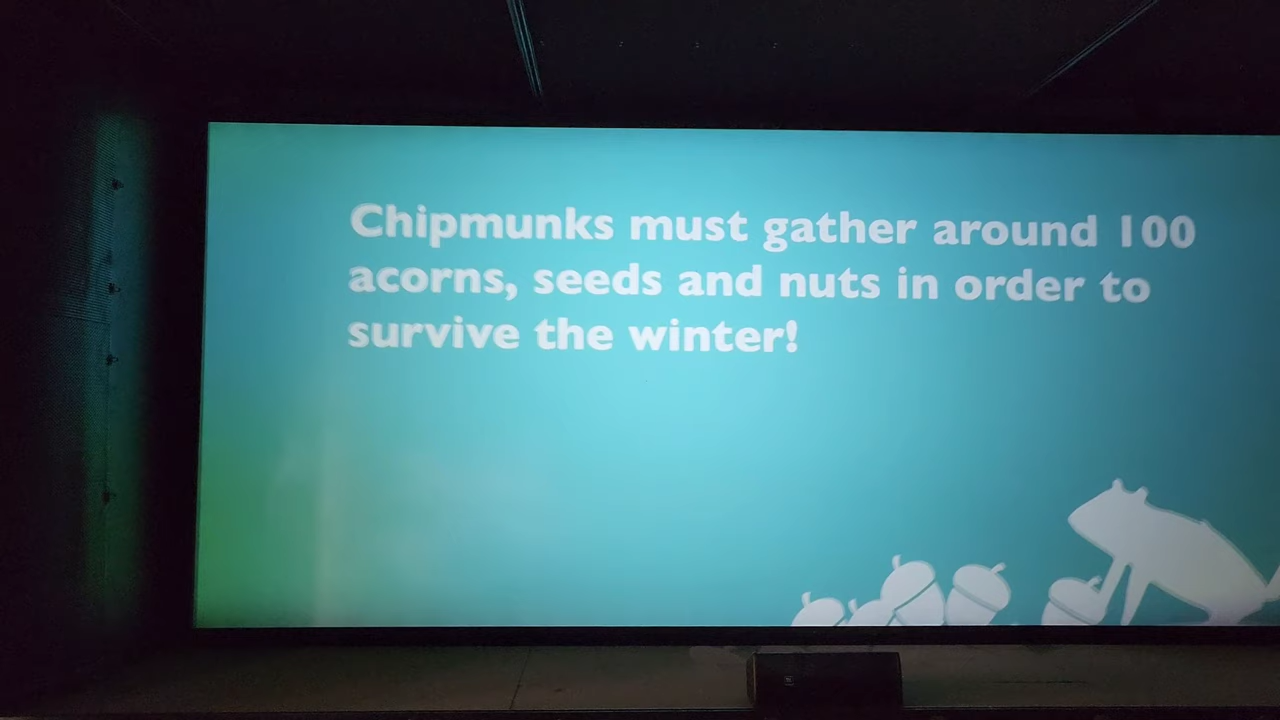 Chipmunks must gather around 100
acorns, seeds and nuts in order to
survive the winter!